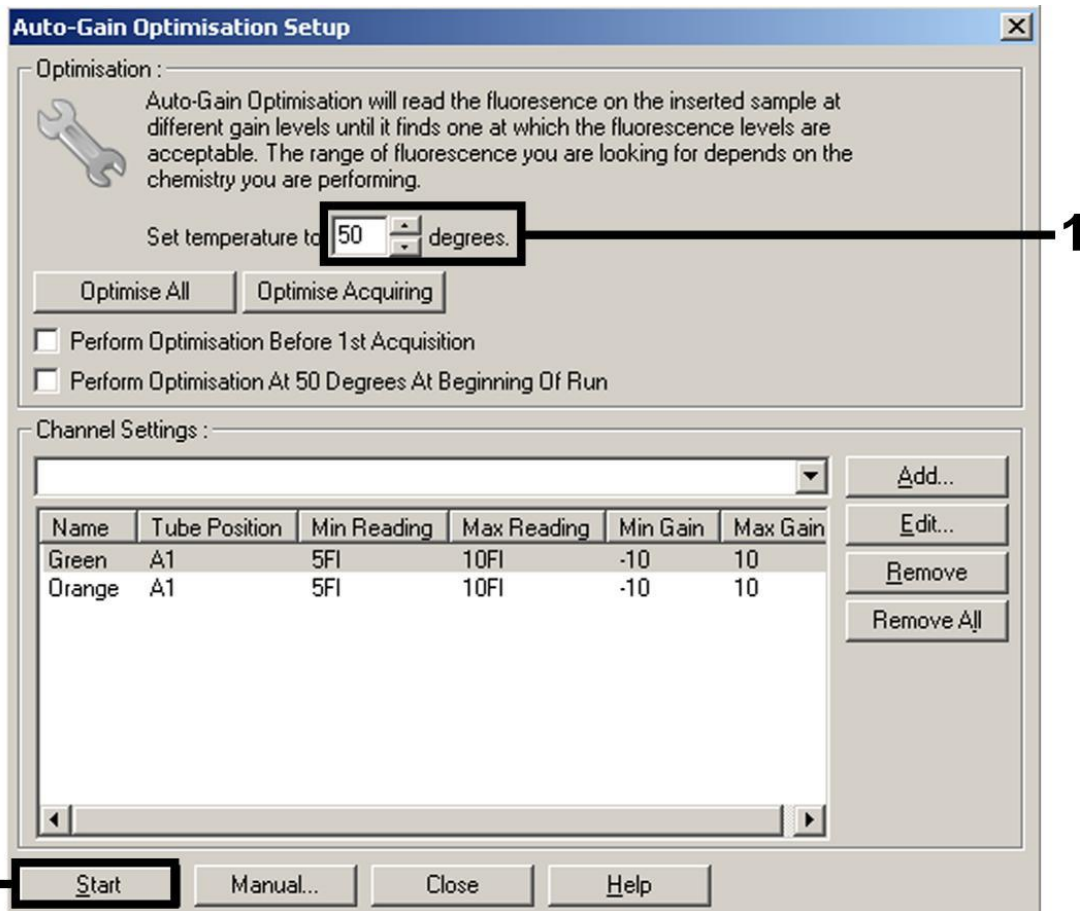 Auto-Gain Optimisation Setup
Optimisation :
Auto-Gain Optimisation will read the fluoresence on the inserted sample at
different gain levels until it finds one at which the fluorescence levels are
acceptable. The range of fluorescence you are looking for depends on the
chemistry you are performing.
Set temperature to 50 degrees.
1
Optimise All Optimise Acquiring
Perform Optimisation Before 1st Acquisition
Perform Optimisation At 50 Degrees At Beginning Of Run
Channel Settings :
Add...
Name Tube Position Min Reading Max Reading Min Gain Max Gain Edit...
Green A1 5Fl 10Fl -10 10
Remove
Orange A1 5Fl 10Fl -10 10
Remove All
Start Manual... Close Help